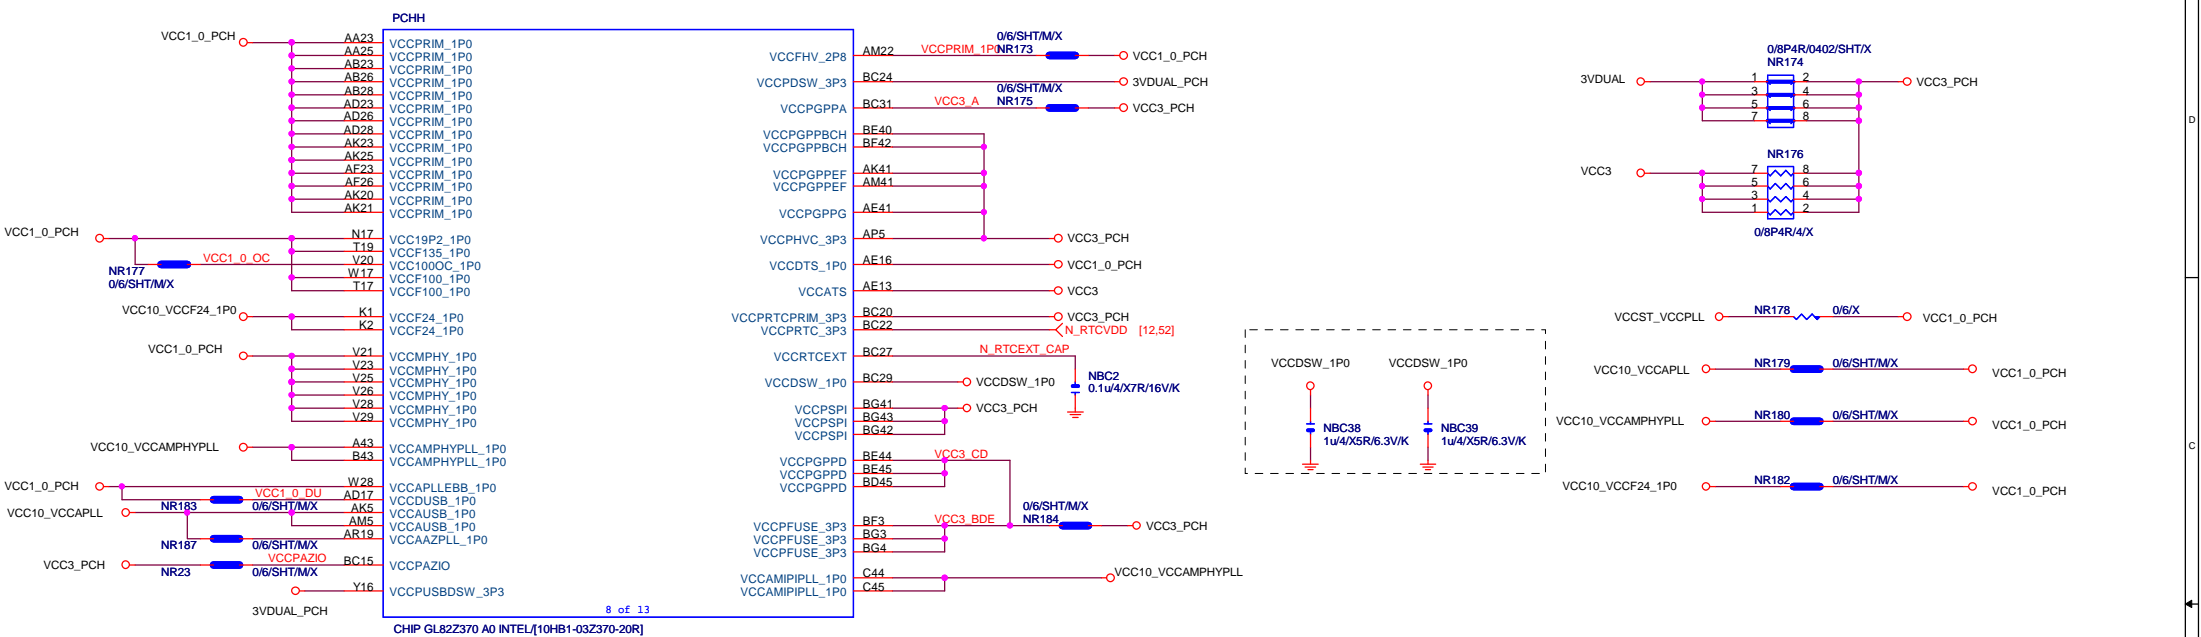 PCHH
VCC1_0_PCH
AA23 VCCPRIM_1P0
AA25 VCCPRIM_1P0
AB23 VCCPRIM_1P0
AB26 VCCPRIM_1P0
AB28 VCCPRIM_1P0
AD23 VCCPRIM_1P0
AD26 VCCPRIM_1P0
AD28 VCCPRIM_1P0
AK23 VCCPRIM_1P0
AK25 VCCPRIM_1P0
AF23 VCCPRIM_1P0
AF26 VCCPRIM_1P0
AK20 VCCPRIM_1P0
AK21 VCCPRIM_1P0
VCC1_0_PCH
N17 VCC19P2_1P0
T19 VCCF135_1P0
VCC1_0_OC V20 VCC100OC_1P0
NR177
0/6/SHT/M/X
W17 VCCF100_1P0
T17 VCCF100_1P0
VCC10_VCCF24_1P0
K1 VCCF24_1P0
K2 VCCF24_1P0
VCC1_0_PCH
V21 VCCMPHY_1P0
V23 VCCMPHY_1P0
V25 VCCMPHY_1P0
V26 VCCMPHY_1P0
V28 VCCMPHY_1P0
V29 VCCMPHY_1P0
VCC10_VCCAMPHYPLL
A43 VCCAMPHYPLL_1P0
B43 VCCAMPHYPLL_1P0
VCC1_0_PCH
W28 VCCAPLLEBB_1P0
VCC1_0_DU AD17 VCCDUSB_1P0
NR183 0/6/SHT/M/X
VCC10_VCCAPLL
AK5 VCCAUSB_1P0
AM5 VCCAUSB_1P0
AR19 VCCAAZPLL_1P0
NR187 0/6/SHT/M/X
VCC3_PCH
VCCPAZIO BC15 VCCPAZIO
NR23 0/6/SHT/M/X
Y16 VCCPUSBDSW_3P3
3VDUAL_PCH
8 of 13
CHIP GL82Z370 A0 INTEL/[10HB1-03Z370-20R]
0/6/SHT/M/X
VCCFHV_2P8 AM22 VCCPRIM_1P0 NR173 VCC1_0_PCH
VCCPDSW_3P3 BC24 3VDUAL_PCH
0/6/SHT/M/X
VCCPGPPA BC31 VCC3_A NR175 VCC3_PCH
VCCPGPPBCH BE40
VCCPGPPBCH BF42
VCCPGPPEF AK41
VCCPGPPEF AM41
VCCPGPPG AE41
VCCPHVC_3P3 AP5 VCC3_PCH
VCCDTS_1P0 AE16 VCC1_0_PCH
VCCATS AE13 VCC3
VCCPRTCPRIM_3P3 BC20 VCC3_PCH
VCCPRTC_3P3 BC22 N_RTCVDD [12,52]
VCCRTCEXT BC27 N_RTCEXT_CAP
NBC2
0.1u/4/X7R/16V/K
VCCDSW_1P0 BC29 VCCDSW_1P0
VCCPSPI BG41 VCC3_PCH
VCCPSPI BG43
VCCPSPI BG42
VCCPGPPD BE44 VCC3_CD
VCCPGPPD BE45
VCCPGPPD BD45
0/6/SHT/M/X
VCCPFUSE_3P3 BF3 VCC3_BDE NR184 VCC3_PCH
VCCPFUSE_3P3 BG3
VCCPFUSE_3P3 BG4
VCCAMIPIPLL_1P0 C44 VCC10_VCCAMPHYPLL
VCCAMIPIPLL_1P0 C45
VCCDSW_1P0 VCCDSW_1P0
NBC38 NBC39
1u/4/X5R/6.3V/K 1u/4/X5R/6.3V/K
0/8P4R/0402/SHT/X
NR174
3VDUAL 1 2 VCC3_PCH
3 4
5 6
7 8
NR176
VCC3 7 8
5 6
3 4
1 2
0/8P4R/4/X
VCCST_VCCPLL NR178 0/6/X VCC1_0_PCH
VCC10_VCCAPLL NR179 0/6/SHT/M/X VCC1_0_PCH
VCC10_VCCAMPHYPLL NR180 0/6/SHT/M/X VCC1_0_PCH
VCC10_VCCF24_1P0 NR182 0/6/SHT/M/X VCC1_0_PCH
D
C